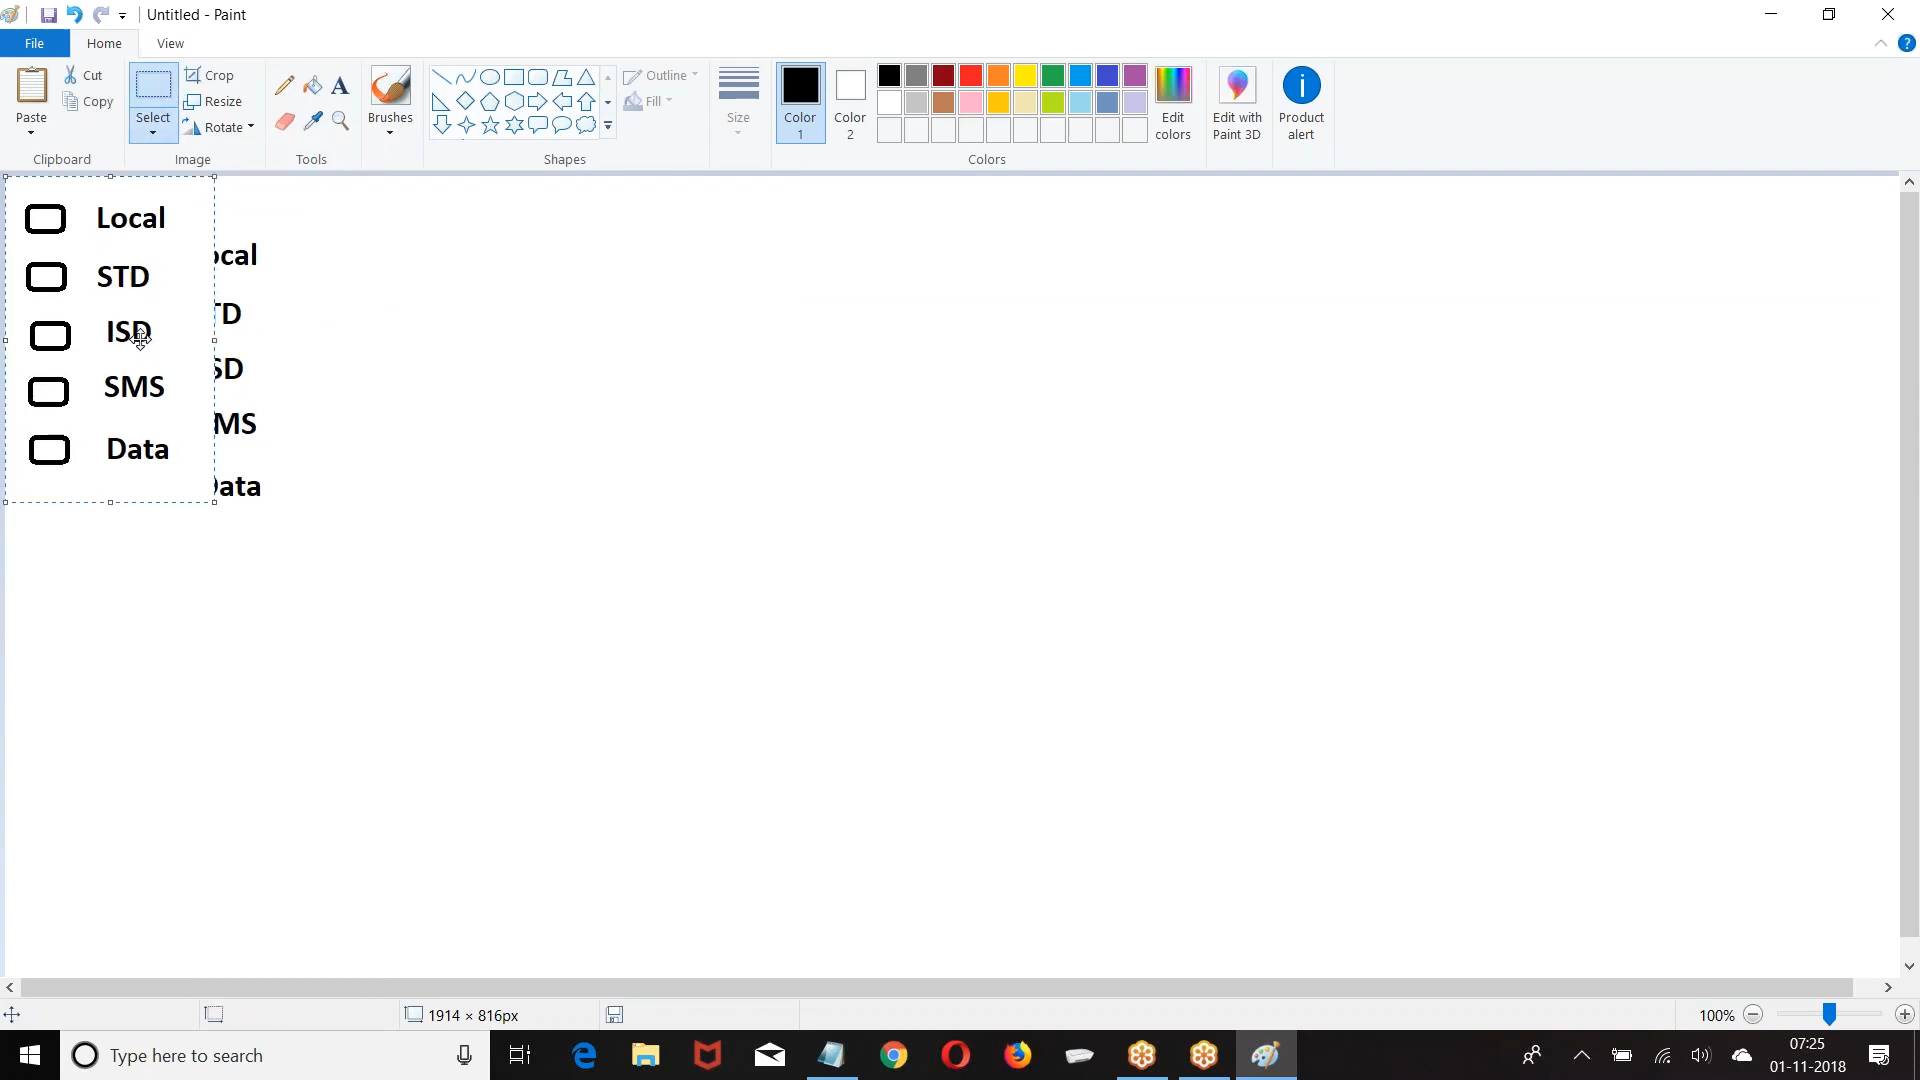 Untitled - Paint
File Home View
Paste
Cut
Copy
Clipboard
Select
Crop
Resize
Rotate
Image
Tools
Brushes
Shapes
Outline
Fill
Size
Color 1
Color 2
Colors
Edit colors
Edit with Paint 3D
Product alert
Local
STD
ISD
SMS
Data
ocal
TD
SD
MS
ata
1914 × 816px
100%
Type here to search
07:25
01-11-2018